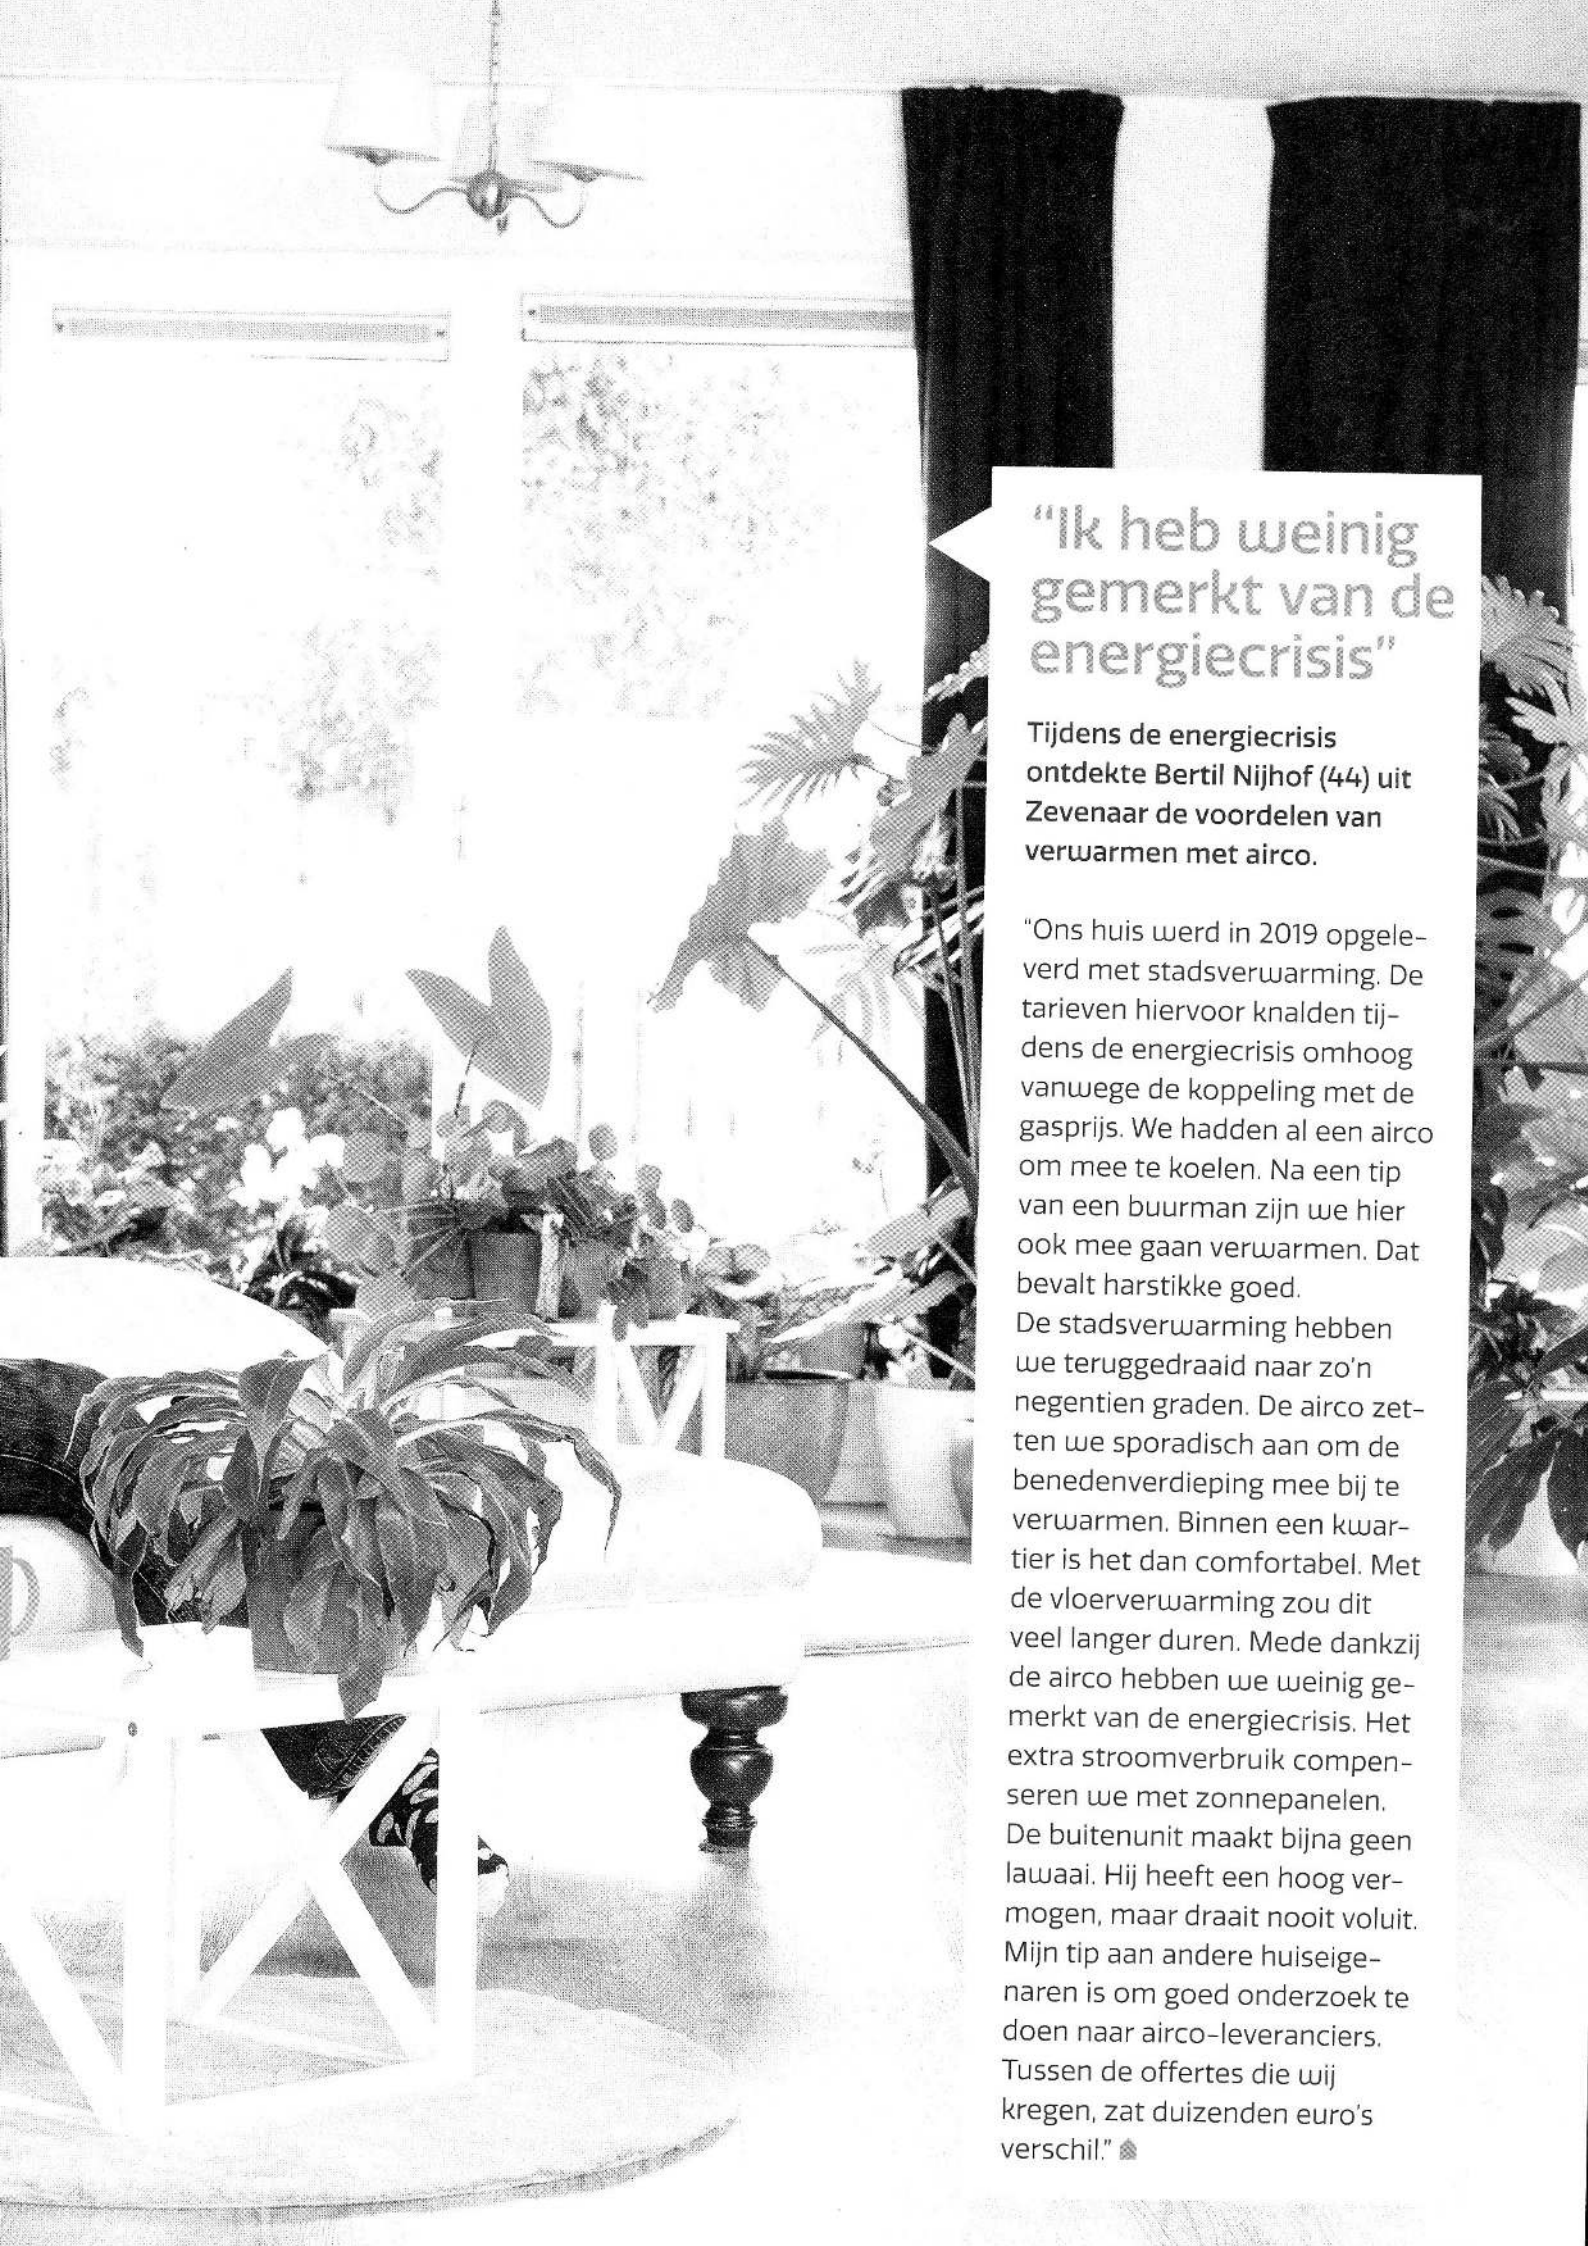 “Ik heb weinig
gemerkt van de
energiecrisis”
Tijdens de energiecrisis
ontdekte Bertil Nijhof (44) uit
Zevenaar de voordelen van
verwarmen met airco.
“Ons huis werd in 2019 opgele-
verd met stadsverwarming. De
tarieven hiervoor knalden tij-
dens de energiecrisis omhoog
vanwege de koppeling met de
gasprijs. We hadden al een airco
om mee te koelen. Na een tip
van een buurman zijn we hier
ook mee gaan verwarmen. Dat
bevalt harstikke goed.
De stadsverwarming hebben
we teruggedraaid naar zo'n
negentien graden. De airco zet-
ten we sporadisch aan om de
benedenverdieping mee bij te
verwarmen. Binnen een kwar-
tier is het dan comfortabel. Met
de vloerverwarming zou dit
veel langer duren. Mede dankzij
de airco hebben we weinig ge-
merkt van de energiecrisis. Het
extra stroomverbruik compen-
seren we met zonnepanelen.
De buitenunit maakt bijna geen
lawaai. Hij heeft een hoog ver-
mogen, maar draait nooit voluit.
Mijn tip aan andere huiseige-
naren is om goed onderzoek te
doen naar airco-leveranciers.
Tussen de offertes die wij
kregen, zat duizenden euro's
verschil.”